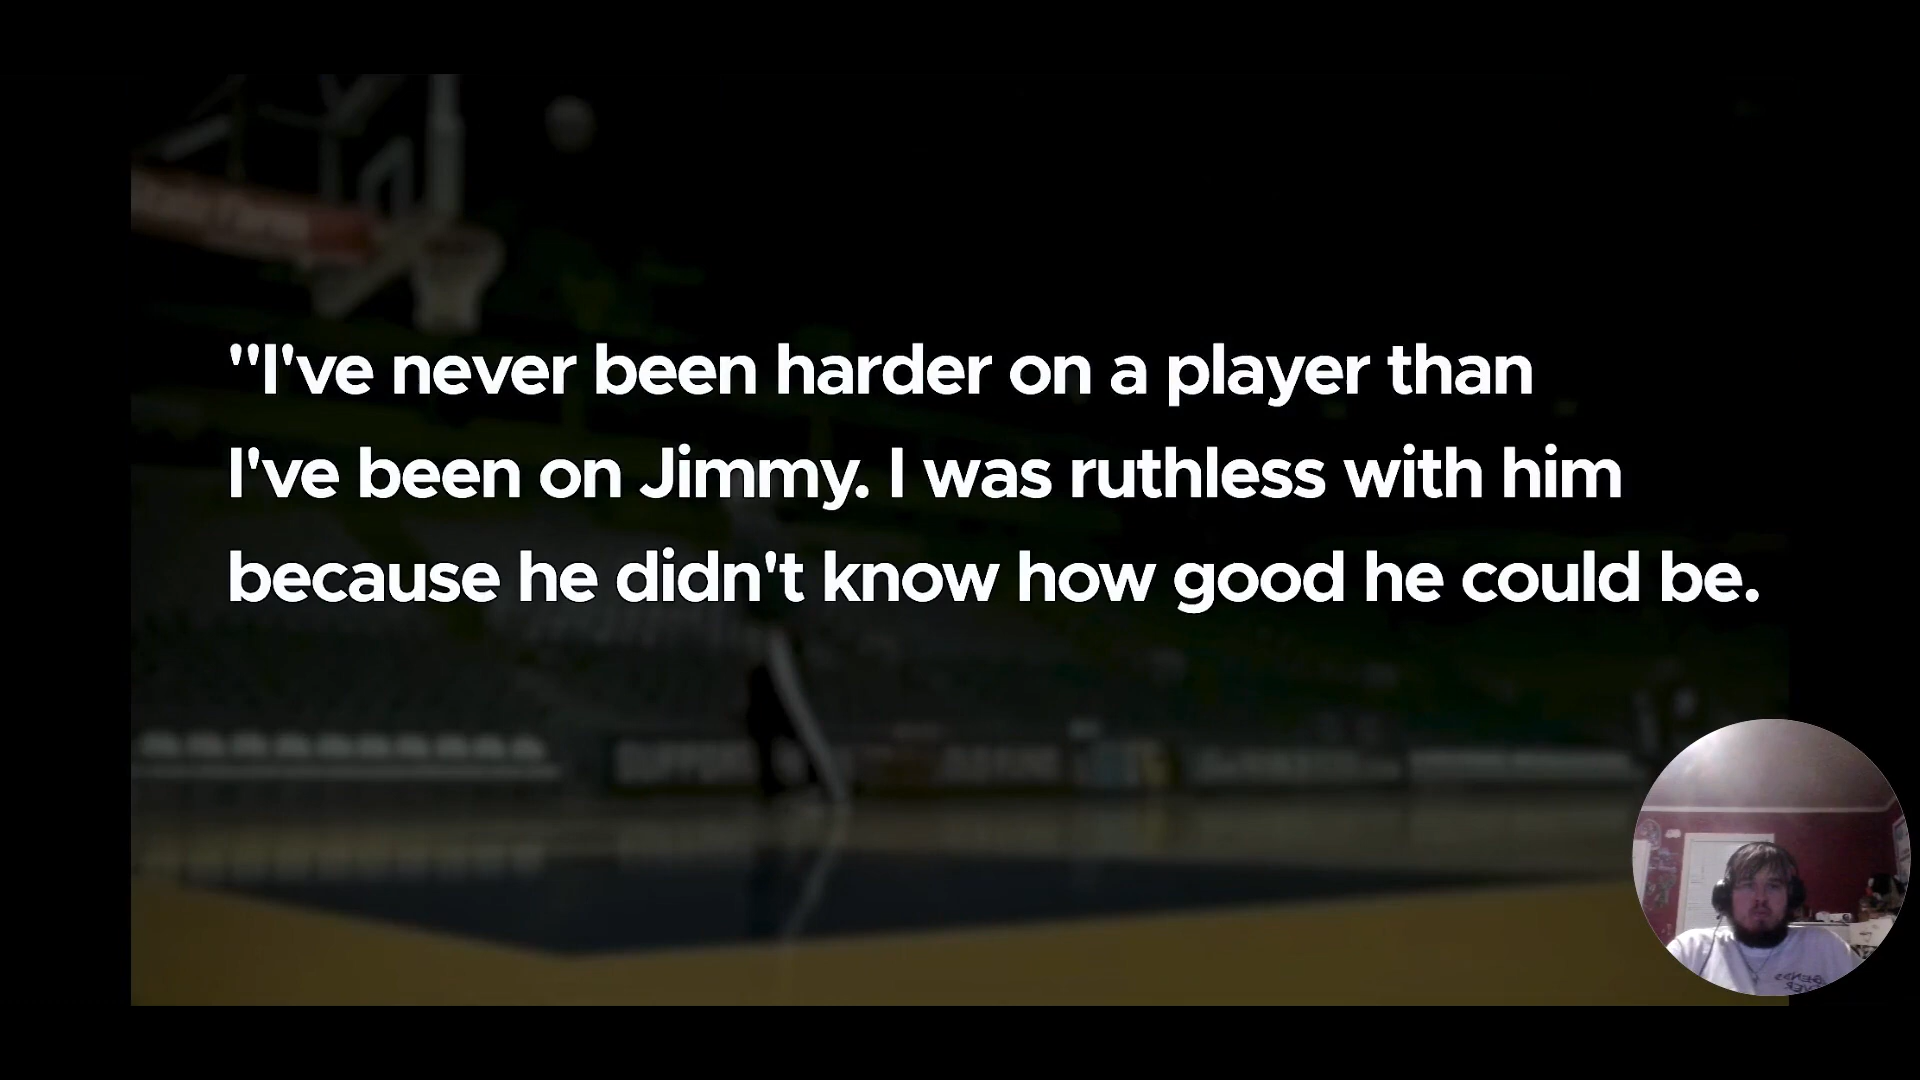 "I've never been harder on a player than
I've been on Jimmy. I was ruthless with him
because he didn't know how good he could be.